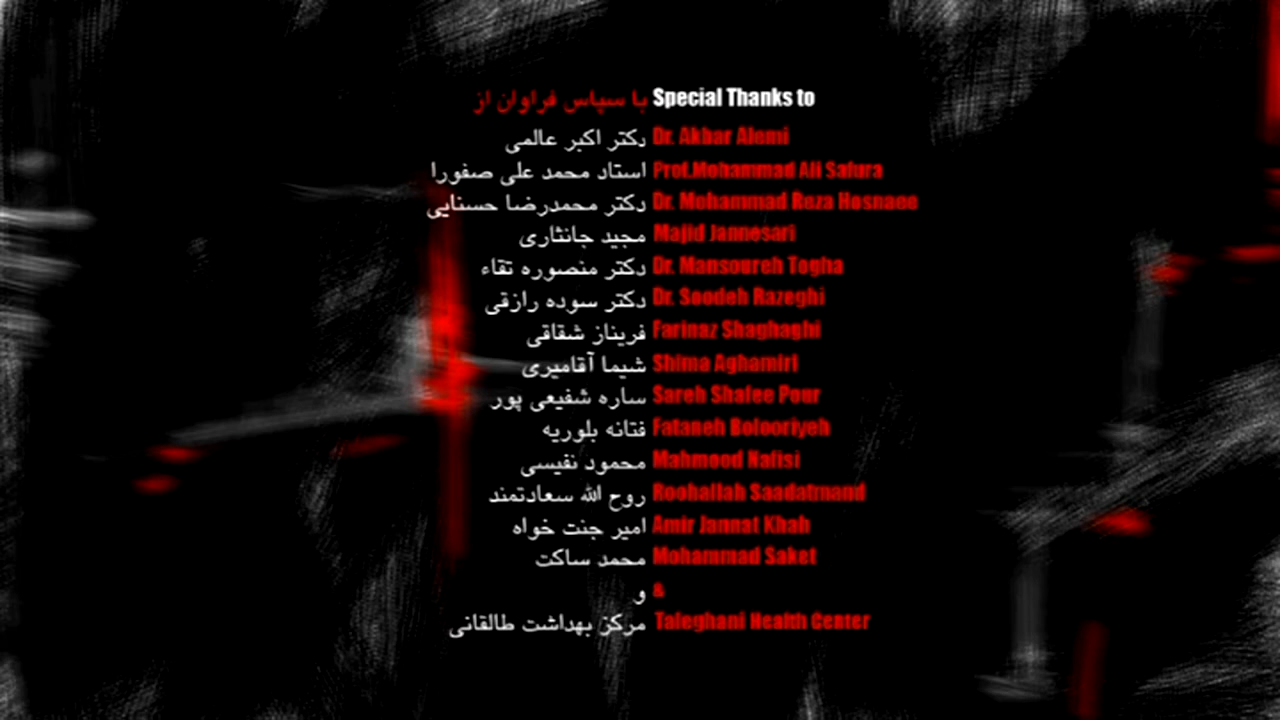 با سپاس فراوان از Special Thanks to
دکتر اکبر عالمی Dr. Akbar Alemi
استاد محمد علی صفورا Prof.Mohammad Ali Safura
دکتر محمدرضا حسنایی Dr. Mohammad Reza Hosnaee
مجید جانثاری Majid Jannesari
دکتر منصوره تقاء Dr. Mansoureh Togha
دکتر سوده رازقی Dr. Soodeh Razeghi
فریناز شقاقی Farinaz Shaghaghi
شیما آقامیری Shima Aghamiri
ساره شفیعی پور Sareh Shafee Pour
فتانه بلوریه Fataneh Bolooriyeh
محمود نفیسی Mahmood Nafisi
روح الله سعادتمند Roohallah Saadatmand
امیر جنت خواه Amir Jannat Khah
محمد ساکت Mohammad Saket
و &
مرکز بهداشت طالقانی Taleghani Health Center